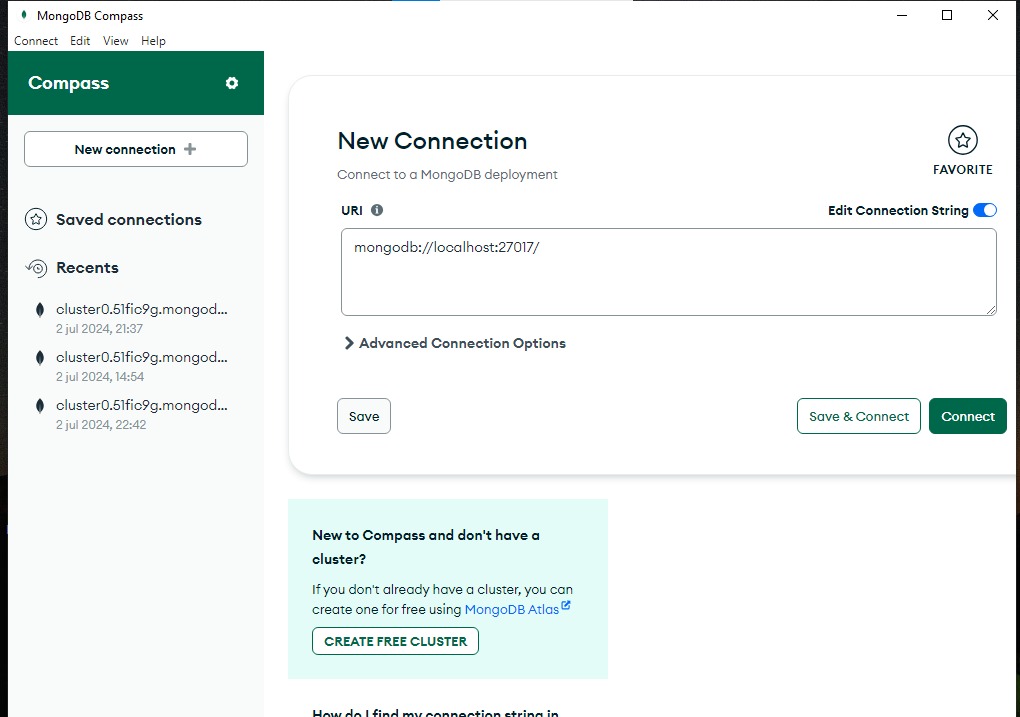 MongoDB Compass
Connect Edit View Help
Compass
New connection
Saved connections
Recents
cluster0.51fic9g.mongod...
2 jul 2024, 21:37
cluster0.51fic9g.mongod...
2 jul 2024, 14:54
cluster0.51fic9g.mongod...
2 jul 2024, 22:42
New Connection
Connect to a MongoDB deployment
FAVORITE
URI
Edit Connection String
mongodb://localhost:27017/
Advanced Connection Options
Save
Save & Connect
Connect
New to Compass and don't have a
cluster?
If you don't already have a cluster, you can
create one for free using MongoDB Atlas
CREATE FREE CLUSTER
How do I find my connection string in